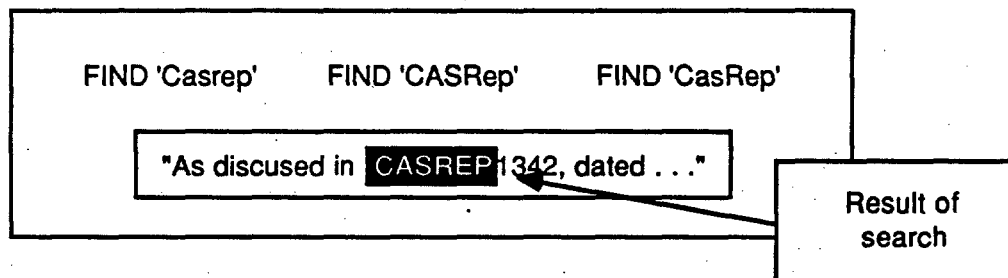 FIND 'Casrep' FIND 'CASRep' FIND 'CasRep'
"As discused in CASREP 1342, dated . . ."
Result of
search